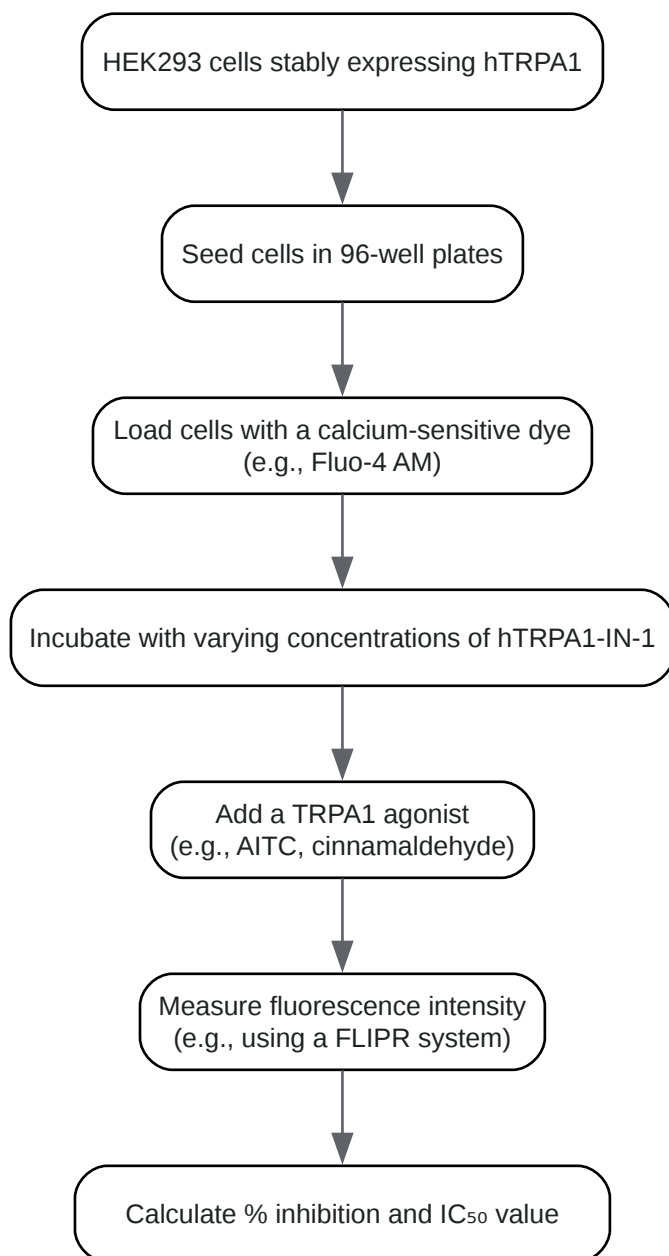 HEK293 cells stably expressing hTRPA1
Seed cells in 96-well plates
Load cells with a calcium-sensitive dye
(e.g., Fluo-4 AM)
Incubate with varying concentrations of hTRPA1-IN-1
Add a TRPA1 agonist
(e.g., AITC, cinnamaldehyde)
Measure fluorescence intensity
(e.g., using a FLIPR system)
Calculate % inhibition and IC₅₀ value